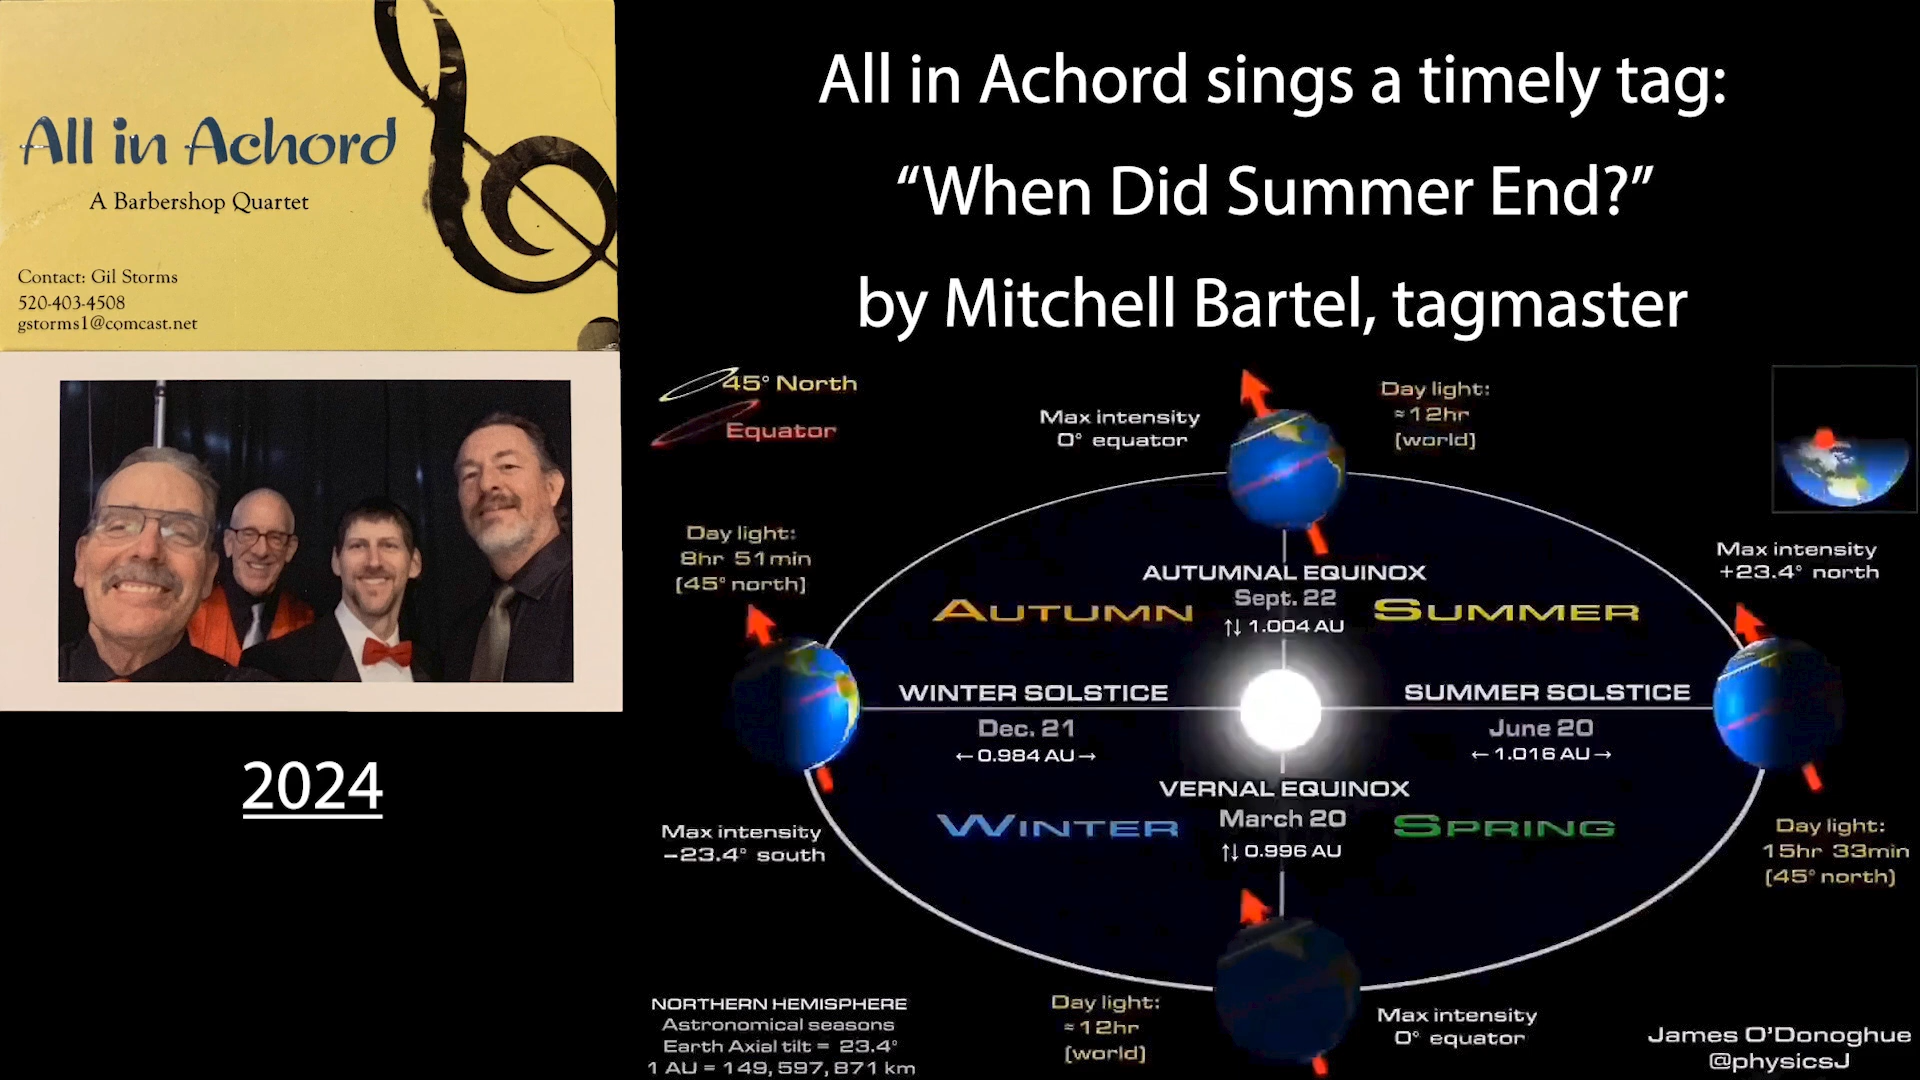 All in Achord
A Barbershop Quartet
Contact: Gil Storms
520-403-4508
gstorms1@comcast.net
2024
All in Achord sings a timely tag:
“When Did Summer End?”
by Mitchell Bartel, tagmaster
45° North
Equator
Max intensity
0° equator
Day light:
≈12hr
[world]
Day light:
8hr 51min
[45° north]
Max intensity
+23.4° north
AUTUMNAL EQUINOX
Sept. 22
↑↓ 1.004 AU
AUTUMN
SUMMER
WINTER SOLSTICE
Dec. 21
←0.984 AU→
SUMMER SOLSTICE
June 20
←1.016 AU→
VERNAL EQUINOX
March 20
↑↓ 0.996 AU
WINTER
SPRING
Max intensity
−23.4° south
Day light:
15hr 33min
[45° north]
NORTHERN HEMISPHERE
Astronomical seasons
Earth Axial tilt = 23.4°
1 AU = 149,597,871 km
Day light:
≈12hr
[world]
Max intensity
0° equator
James O'Donoghue
@physicsJ